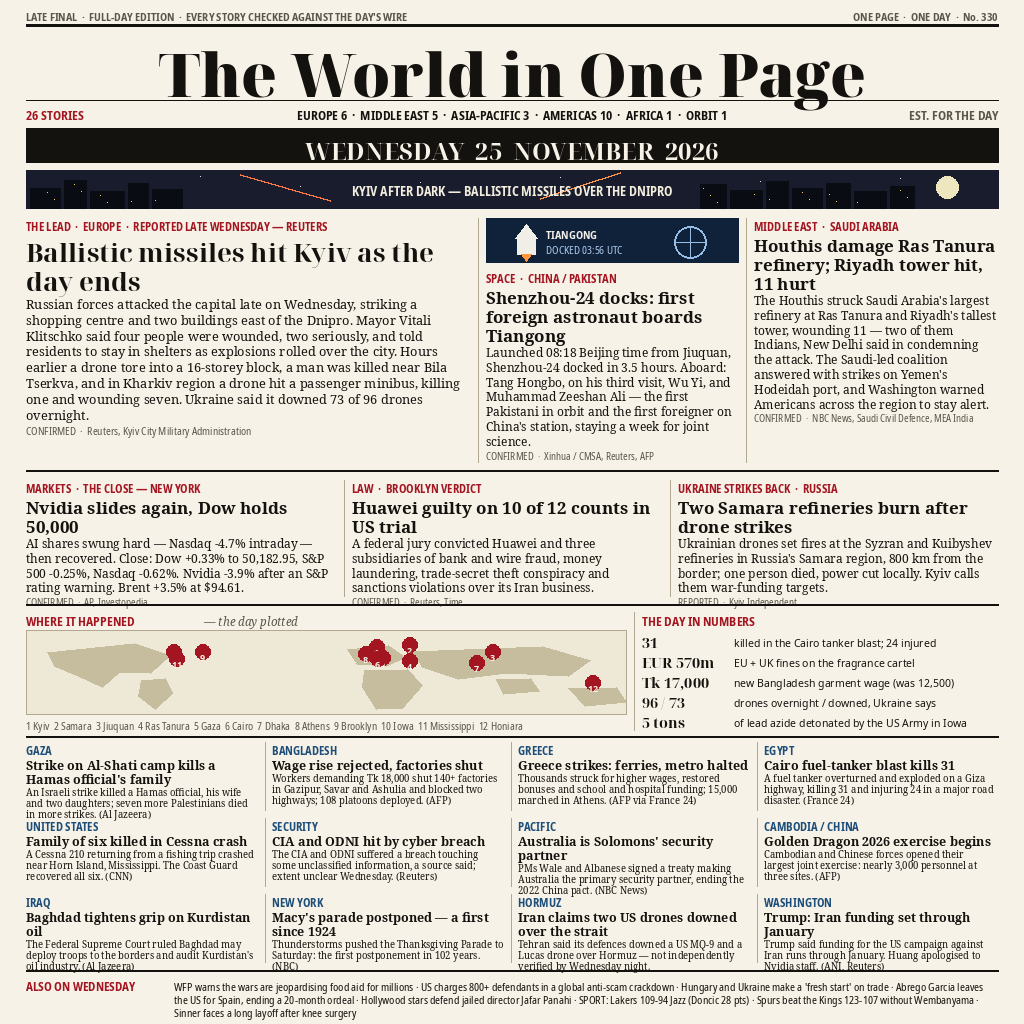 LATE FINAL · FULL-DAY EDITION · EVERY STORY CHECKED AGAINST THE DAY'S WIRE
ONE PAGE · ONE DAY · No. 330
The World in One Page
26 STORIES
EUROPE 6 · MIDDLE EAST 5 · ASIA-PACIFIC 3 · AMERICAS 10 · AFRICA 1 · ORBIT 1
EST. FOR THE DAY
WEDNESDAY 25 NOVEMBER 2026
KYIV AFTER DARK — BALLISTIC MISSILES OVER THE DNIPRO
THE LEAD · EUROPE · REPORTED LATE WEDNESDAY — REUTERS
Ballistic missiles hit Kyiv as the
day ends
Russian forces attacked the capital late on Wednesday, striking a
shopping centre and two buildings east of the Dnipro. Mayor Vitali
Klitschko said four people were wounded, two seriously, and told
residents to stay in shelters as explosions rolled over the city. Hours
earlier a drone tore into a 16-storey block, a man was killed near Bila
Tserkva, and in Kharkiv region a drone hit a passenger minibus, killing
one and wounding seven. Ukraine said it downed 73 of 96 drones
overnight.
CONFIRMED · Reuters, Kyiv City Military Administration
TIANGONG
DOCKED 03:56 UTC
SPACE · CHINA / PAKISTAN
Shenzhou-24 docks: first
foreign astronaut boards
Tiangong
Launched 08:18 Beijing time from Jiuquan,
Shenzhou-24 docked in 3.5 hours. Aboard:
Tang Hongbo, on his third visit, Wu Yi, and
Muhammad Zeeshan Ali — the first
Pakistani in orbit and the first foreigner on
China's station, staying a week for joint
science.
CONFIRMED · Xinhua / CMSA, Reuters, AFP
MIDDLE EAST · SAUDI ARABIA
Houthis damage Ras Tanura
refinery; Riyadh tower hit,
11 hurt
The Houthis struck Saudi Arabia's largest
refinery at Ras Tanura and Riyadh's tallest
tower, wounding 11 — two of them
Indians, New Delhi said in condemning
the attack. The Saudi-led coalition
answered with strikes on Yemen's
Hodeidah port, and Washington warned
Americans across the region to stay alert.
CONFIRMED · NBC News, Saudi Civil Defence, MEA India
MARKETS · THE CLOSE — NEW YORK
Nvidia slides again, Dow holds
50,000
AI shares swung hard — Nasdaq -4.7% intraday —
then recovered. Close: Dow +0.33% to 50,182.95, S&P
500 -0.25%, Nasdaq -0.62%. Nvidia -3.9% after an S&P
rating warning. Brent +3.5% at $94.61.
CONFIRMED · AP, Investopedia
LAW · BROOKLYN VERDICT
Huawei guilty on 10 of 12 counts in
US trial
A federal jury convicted Huawei and three
subsidiaries of bank and wire fraud, money
laundering, trade-secret theft conspiracy and
sanctions violations over its Iran business.
CONFIRMED · Reuters, Time
UKRAINE STRIKES BACK · RUSSIA
Two Samara refineries burn after
drone strikes
Ukrainian drones set fires at the Syzran and Kuibyshev
refineries in Russia's Samara region, 800 km from the
border; one person died, power cut locally. Kyiv calls
them war-funding targets.
REPORTED · Kyiv Independent
WHERE IT HAPPENED — the day plotted
1 Kyiv 2 Samara 3 Jiuquan 4 Ras Tanura 5 Gaza 6 Cairo 7 Dhaka 8 Athens 9 Brooklyn 10 Iowa 11 Mississippi 12 Honiara
THE DAY IN NUMBERS
31 killed in the Cairo tanker blast; 24 injured
EUR 570m EU + UK fines on the fragrance cartel
Tk 17,000 new Bangladesh garment wage (was 12,500)
96 / 73 drones overnight / downed, Ukraine says
5 tons of lead azide detonated by the US Army in Iowa
GAZA
Strike on Al-Shati camp kills a
Hamas official's family
An Israeli strike killed a Hamas official, his wife
and two daughters; seven more Palestinians died
in more strikes. (Al Jazeera)
BANGLADESH
Wage rise rejected, factories shut
Workers demanding Tk 18,000 shut 140+ factories
in Gazipur, Savar and Ashulia and blocked two
highways; 108 platoons deployed. (AFP)
GREECE
Greece strikes: ferries, metro halted
Thousands struck for higher wages, restored
bonuses and school and hospital funding; 15,000
marched in Athens. (AFP via France 24)
EGYPT
Cairo fuel-tanker blast kills 31
A fuel tanker overturned and exploded on a Giza
highway, killing 31 and injuring 24 in a major road
disaster. (France 24)
UNITED STATES
Family of six killed in Cessna crash
A Cessna 210 returning from a fishing trip crashed
near Horn Island, Mississippi. The Coast Guard
recovered all six. (CNN)
SECURITY
CIA and ODNI hit by cyber breach
The CIA and ODNI suffered a breach touching
some unclassified information, a source said;
extent unclear Wednesday. (Reuters)
PACIFIC
Australia is Solomons' security
partner
PMs Wale and Albanese signed a treaty making
Australia the primary security partner, ending the
2022 China pact. (NBC News)
CAMBODIA / CHINA
Golden Dragon 2026 exercise begins
Cambodian and Chinese forces opened their
largest joint exercise: nearly 3,000 personnel at
three sites. (AFP)
IRAQ
Baghdad tightens grip on Kurdistan
oil
The Federal Supreme Court ruled Baghdad may
deploy troops to the borders and audit Kurdistan's
oil industry. (Al Jazeera)
NEW YORK
Macy's parade postponed — a first
since 1924
Thunderstorms pushed the Thanksgiving Parade to
Saturday: the first postponement in 102 years.
(NBC)
HORMUZ
Iran claims two US drones downed
over the strait
Tehran said its defences downed a US MQ-9 and a
Lucas drone over Hormuz — not independently
verified by Wednesday night.
WASHINGTON
Trump: Iran funding set through
January
Trump said funding for the US campaign against
Iran runs through January. Huang apologised to
Nvidia staff. (ANI, Reuters)
ALSO ON WEDNESDAY
WFP warns the wars are jeopardising food aid for millions · US charges 800+ defendants in a global anti-scam crackdown · Hungary and Ukraine make a 'fresh start' on trade · Abrego Garcia leaves
the US for Spain, ending a 20-month ordeal · Hollywood stars defend jailed director Jafar Panahi · SPORT: Lakers 109-94 Jazz (Doncic 28 pts) · Spurs beat the Kings 123-107 without Wembanyama ·
Sinner faces a long layoff after knee surgery